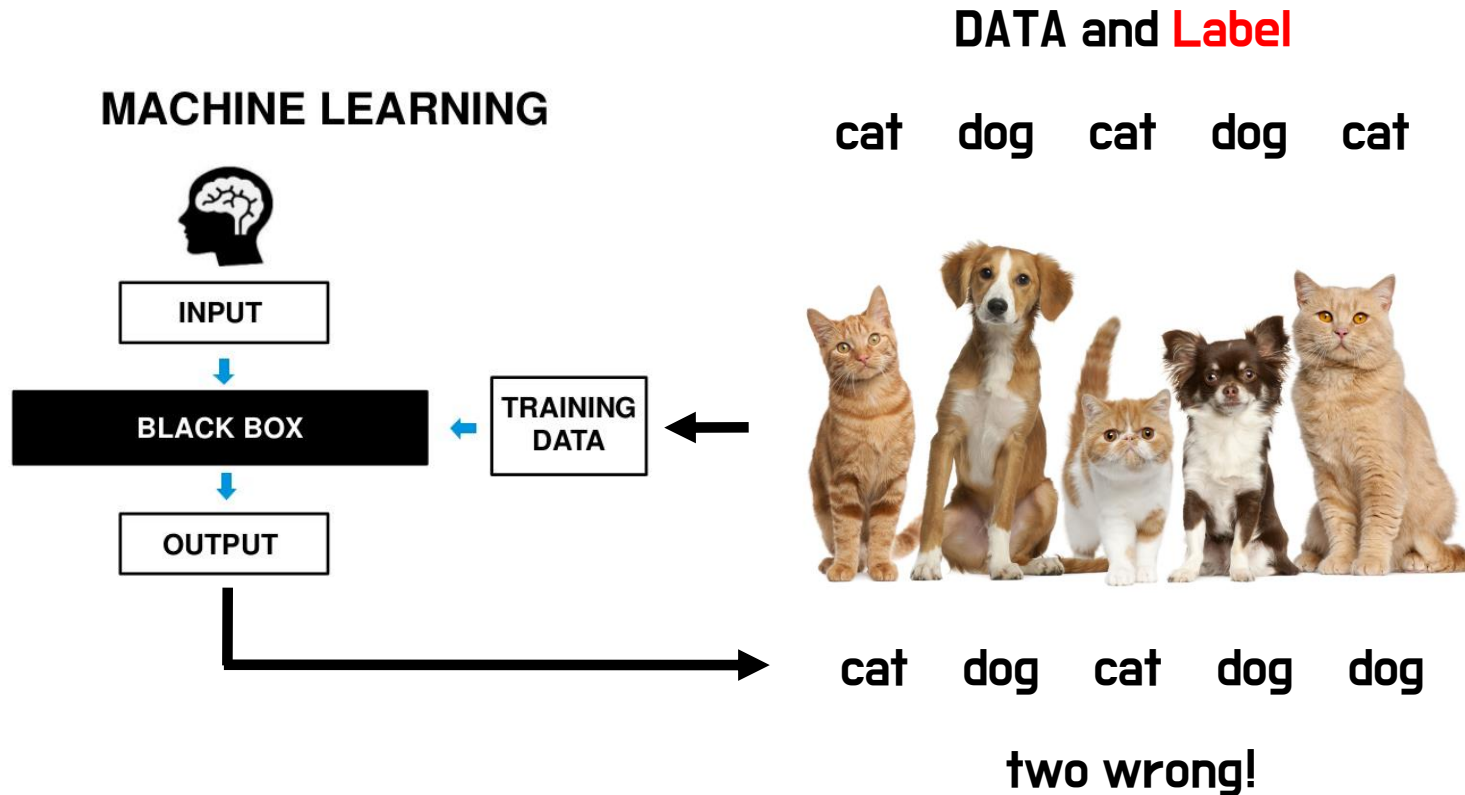 DATA and Label
MACHINE LEARNING
cat dog cat dog cat
INPUT
BLACK BOX
TRAINING
DATA
OUTPUT
cat dog cat dog dog
two wrong!